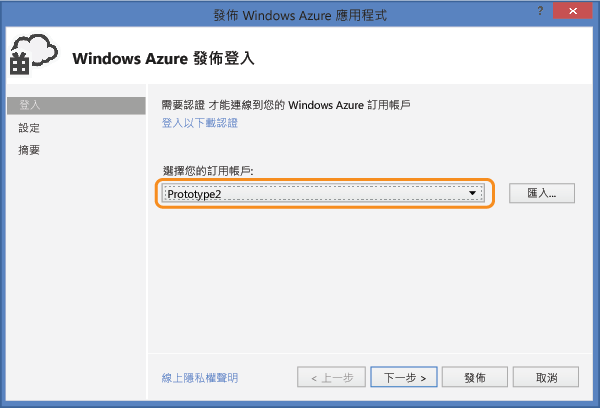 發佈 Windows Azure 應用程式
?
Windows Azure 發佈登入
登入
設定
摘要
需要認證 才能連線到您的 Windows Azure 訂用帳戶
登入以下載認證
選擇您的訂用帳戶:
Prototype2
匯入...
線上隱私權聲明
< 上一步
下一步 >
發佈
取消